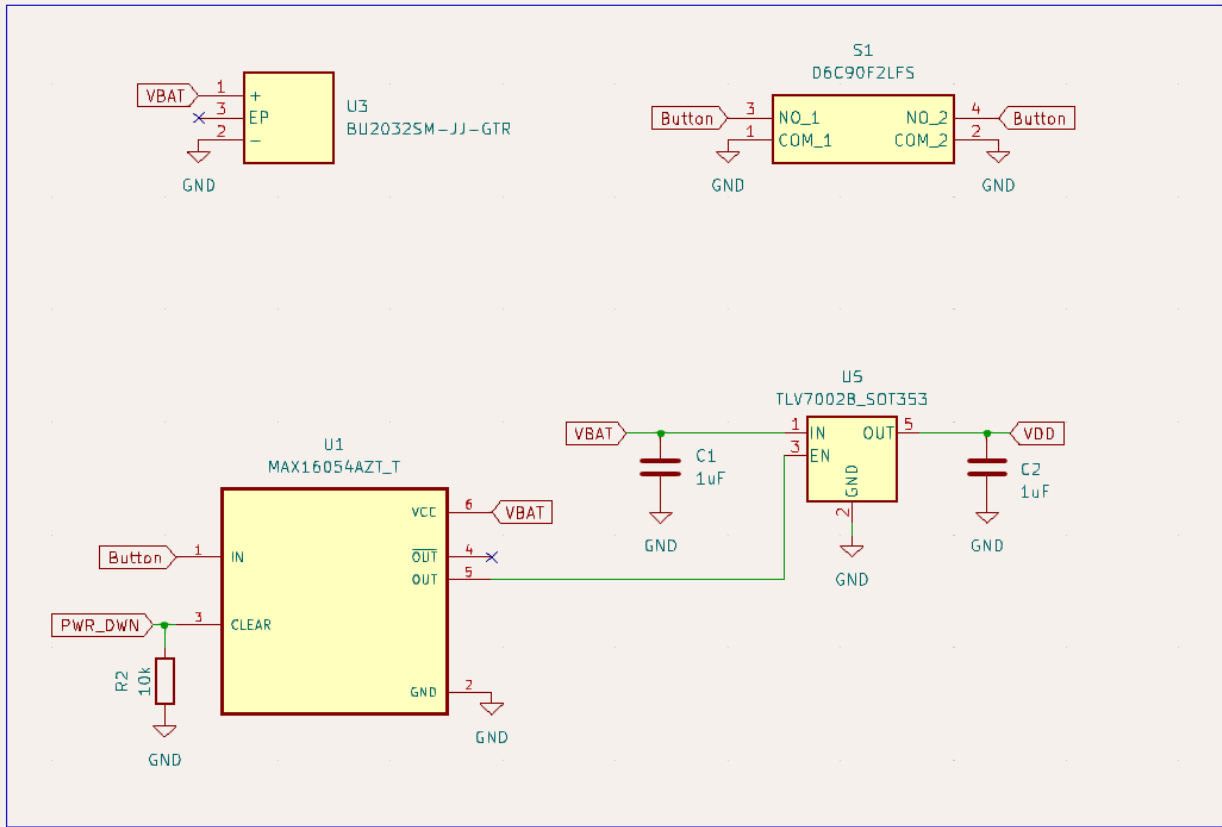 VBAT
1
3
2
+
EP
−
U3
BU2032SM-JJ-GTR
GND
S1
D6C90F2LFS
Button
3
1
NO_1
COM_1
NO_2
COM_2
4
2
Button
GND
GND
U1
MAX16054AZT_T
Button
1
IN
PWR_DWN
3
CLEAR
R2
10k
GND
VCC
6
VBAT
OUT
4
OUT
5
GND
2
GND
U5
TLV7002B_SOT353
VBAT
C1
1uF
GND
1
3
IN
EN
OUT
5
GND
2
GND
VDD
C2
1uF
GND